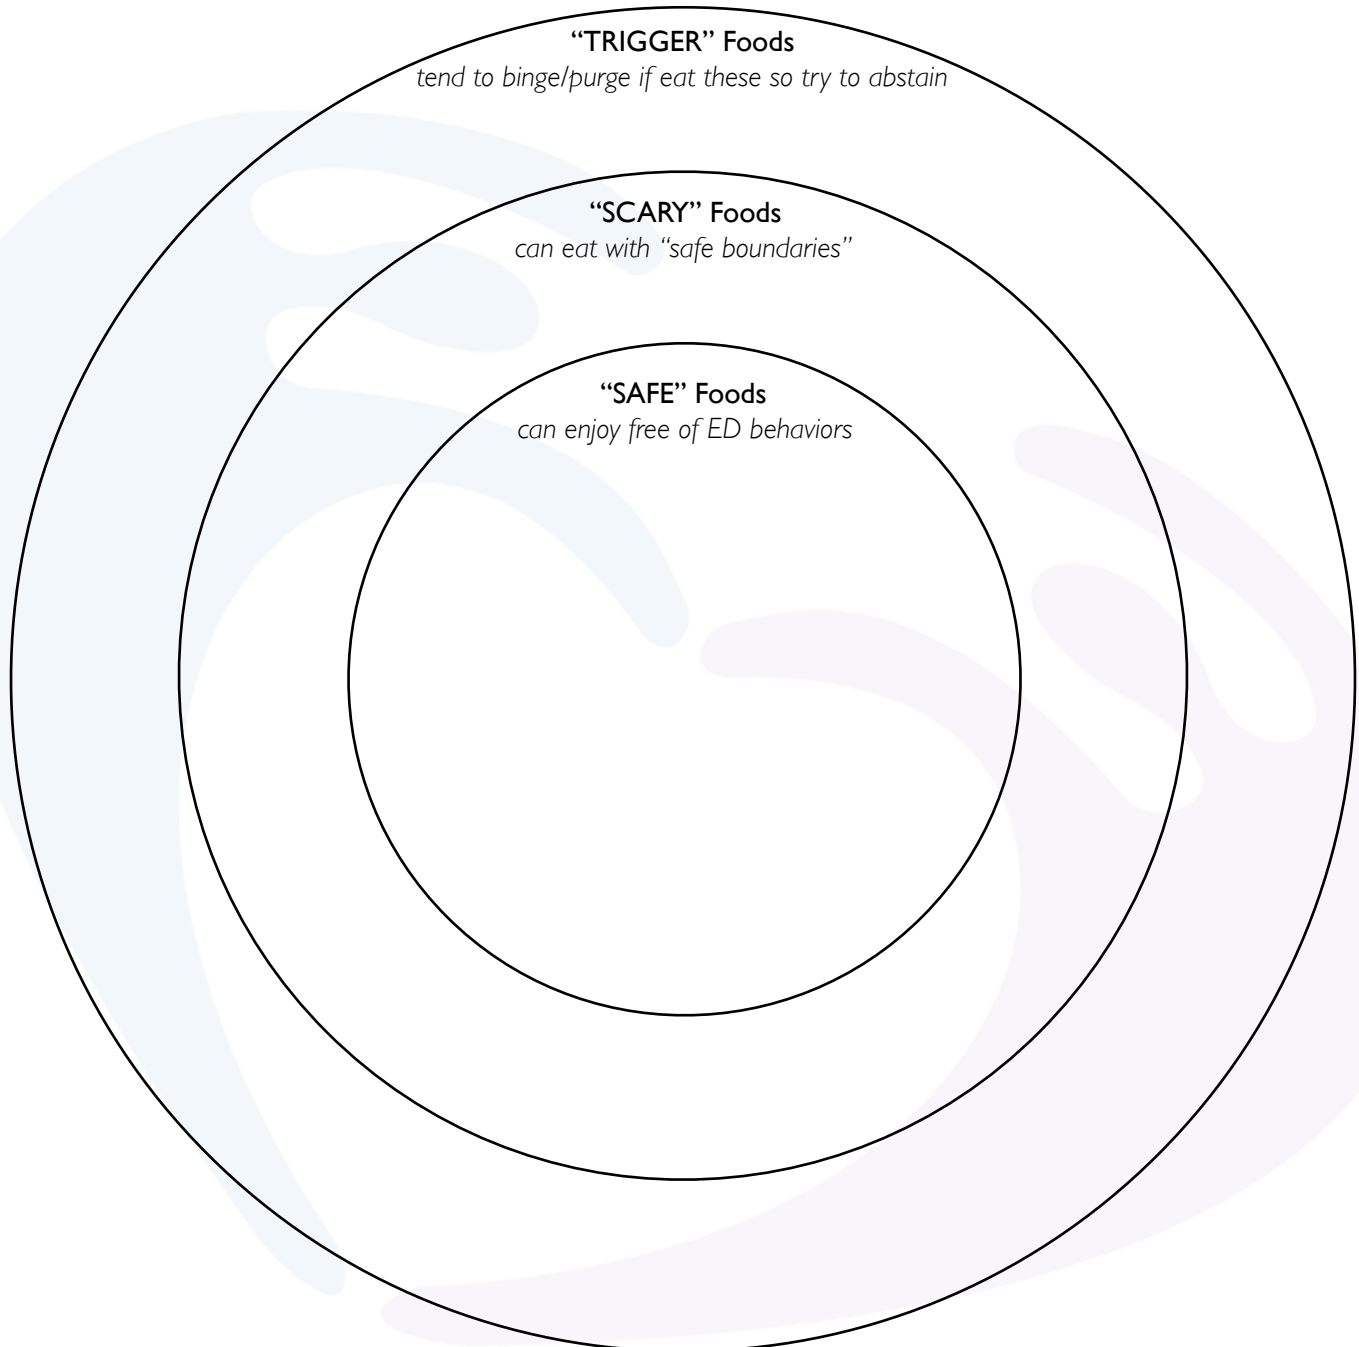 “TRIGGER” Foods
tend to binge/purge if eat these so try to abstain
“SCARY” Foods
can eat with “safe boundaries”
“SAFE” Foods
can enjoy free of ED behaviors